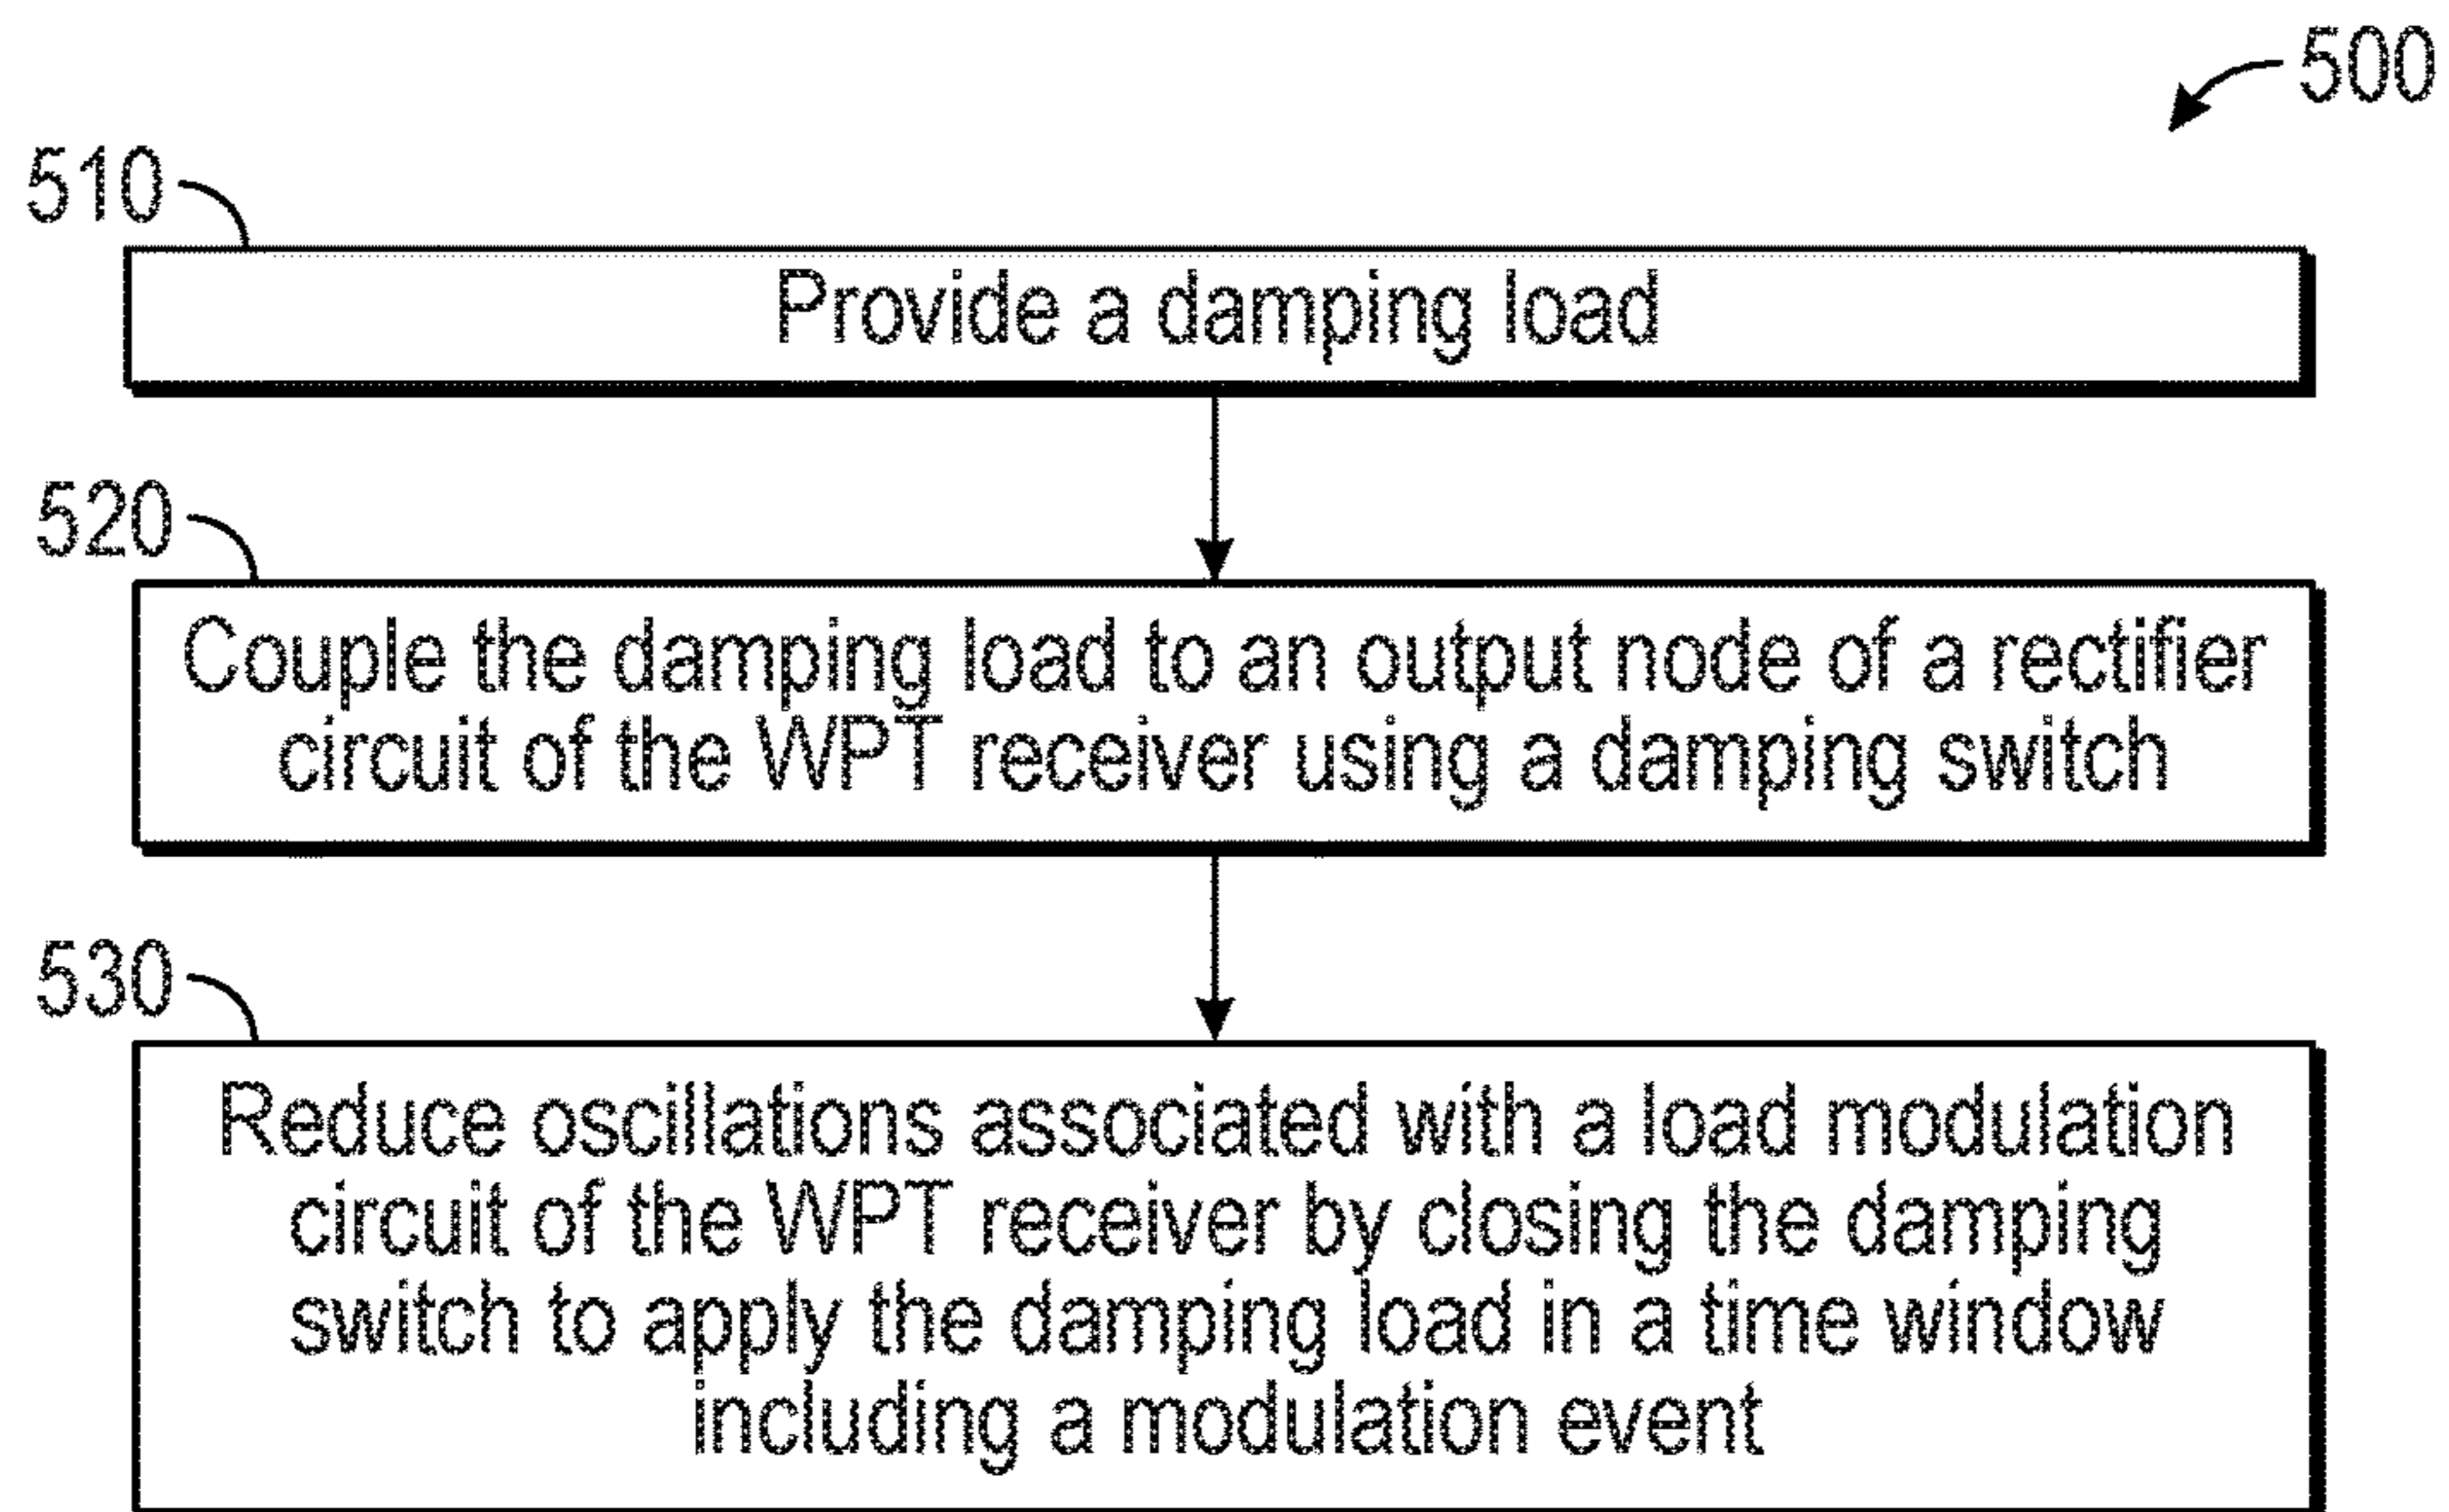 500
510
Provide a damping load
520
Couple the damping load to an output node of a rectifier
circuit of the WPT receiver using a damping switch
530
Reduce oscillations associated with a load modulation
circuit of the WPT receiver by closing the damping
switch to apply the damping load in a time window
including a modulation event